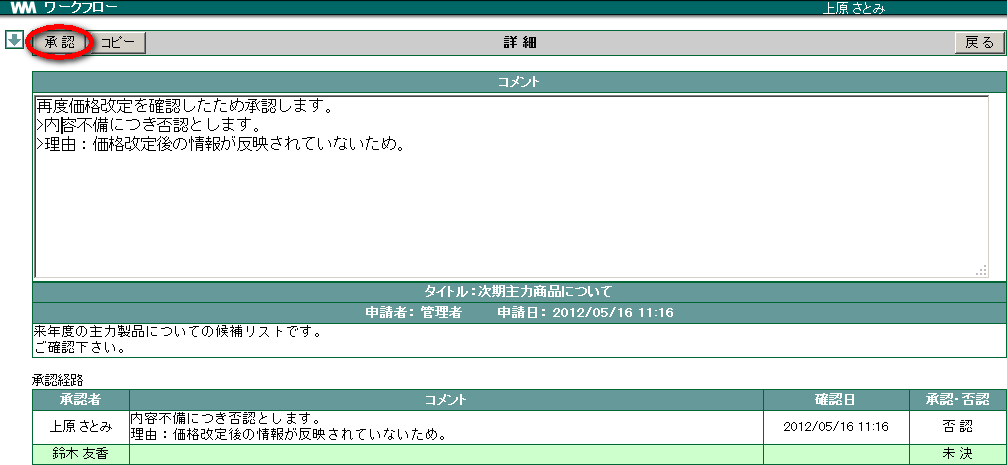 WM ワークフロー 上原 さとみ
承 認 コピー 詳 細 戻 る
コメント
再度価格改定を確認したため承認します。
>内容不備につき否認とします。
>理由：価格改定後の情報が反映されていないため。
タイトル：次期主力商品について
申請者： 管理者 申請日： 2012/05/16 11:16
来年度の主力製品についての候補リストです。
ご確認下さい。
承認経路
承認者 コメント 確認日 承認・否認
上原 さとみ 内容不備につき否認とします。 2012/05/16 11:16 否 認
理由：価格改定後の情報が反映されていないため。
鈴木 友香 未 決